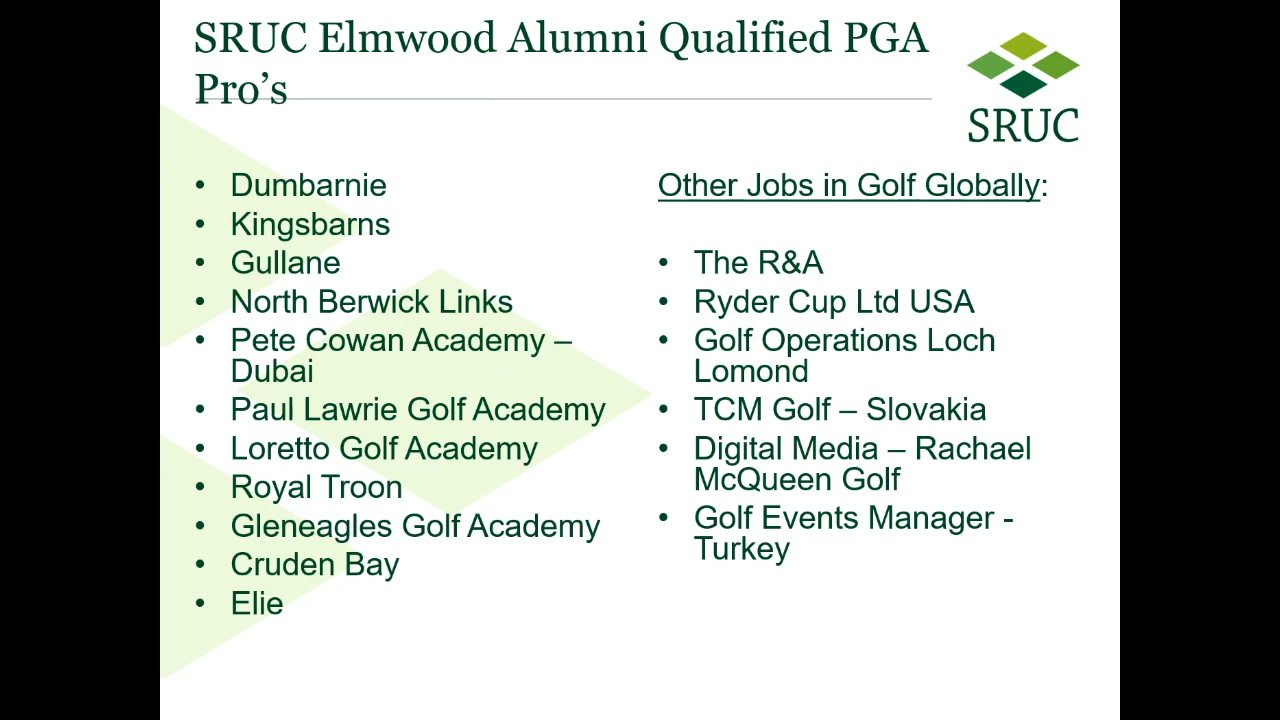 SRUC Elmwood Alumni Qualified PGA
Pro’s
SRUC
• Dumbarnie
• Kingsbarns
• Gullane
• North Berwick Links
• Pete Cowan Academy –
Dubai
• Paul Lawrie Golf Academy
• Loretto Golf Academy
• Royal Troon
• Gleneagles Golf Academy
• Cruden Bay
• Elie
Other Jobs in Golf Globally:
• The R&A
• Ryder Cup Ltd USA
• Golf Operations Loch
Lomond
• TCM Golf – Slovakia
• Digital Media – Rachael
McQueen Golf
• Golf Events Manager -
Turkey